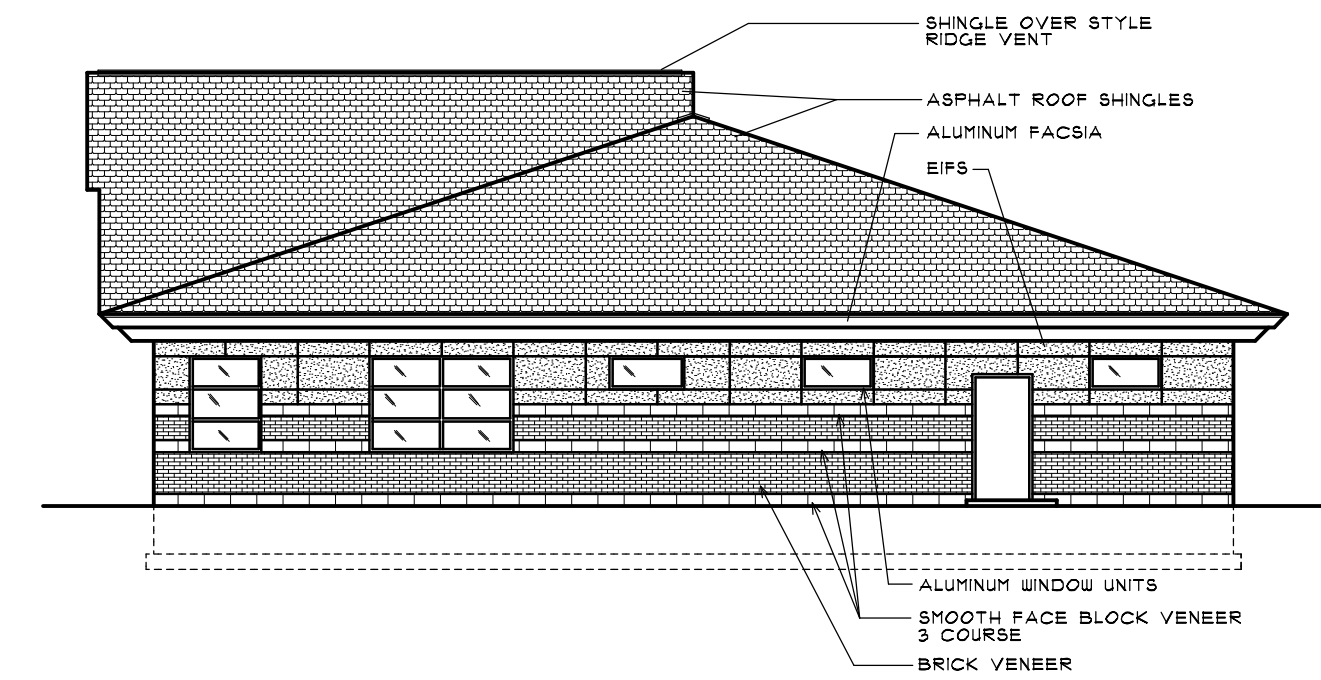 SHINGLE OVER STYLE
RIDGE VENT
ASPHALT ROOF SHINGLES
ALUMINUM FACSIA
EIFS
ALUMINUM WINDOW UNITS
SMOOTH FACE BLOCK VENEER
3 COURSE
BRICK VENEER